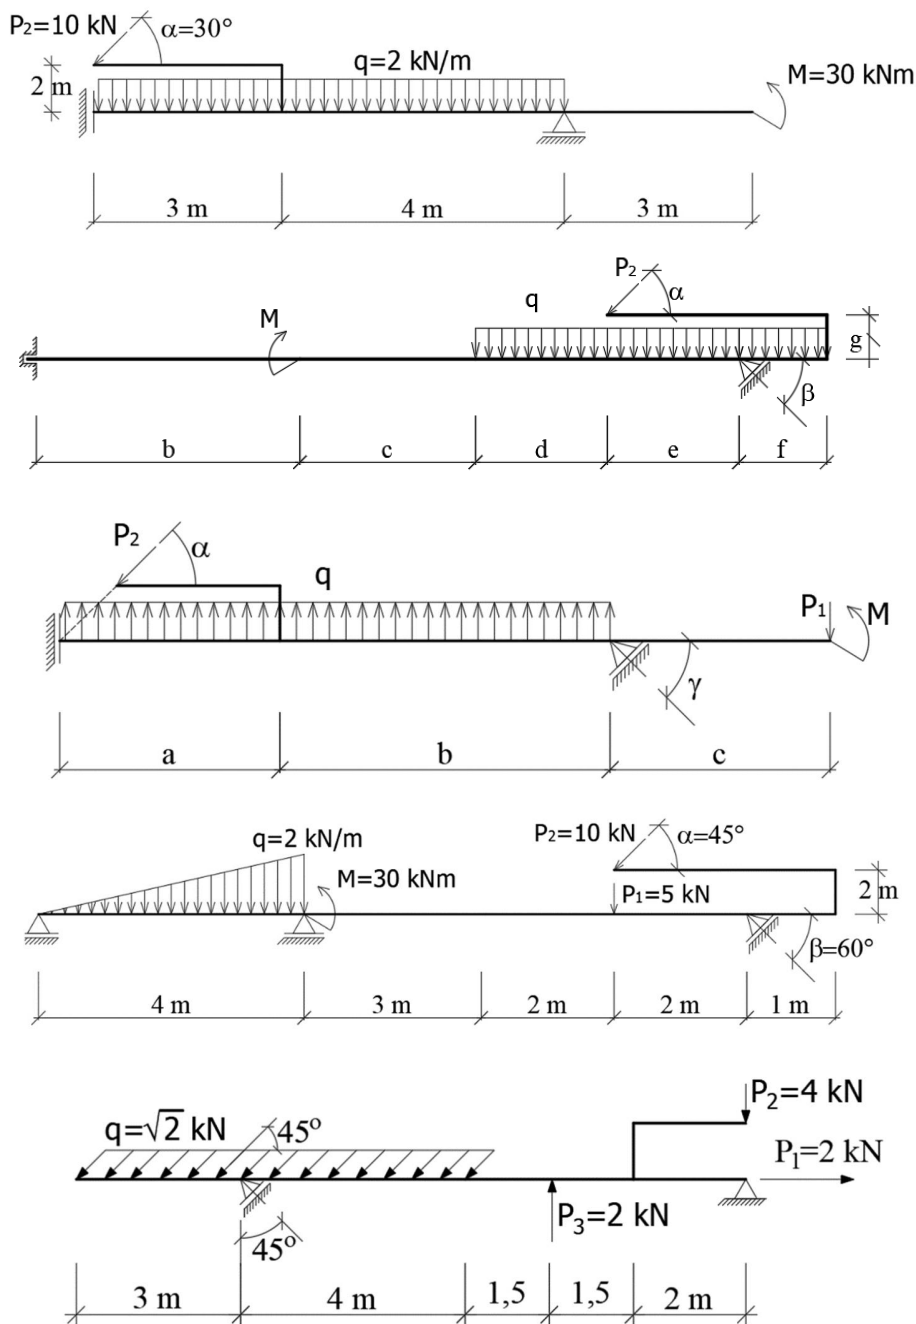 P₂=10 kN
α=30°
q=2 kN/m
2 m
M=30 kNm
3 m
4 m
3 m
P₂
α
q
M
g
β
b
c
d
e
f
P₂
α
q
P₁
M
γ
a
b
c
q=2 kN/m
P₂=10 kN
α=45°
M=30 kNm
P₁=5 kN
2 m
β=60°
4 m
3 m
2 m
2 m
1 m
P₂=4 kN
q=√2 kN
45°
P₁=2 kN
P₃=2 kN
45°
3 m
4 m
1,5
1,5
2 m